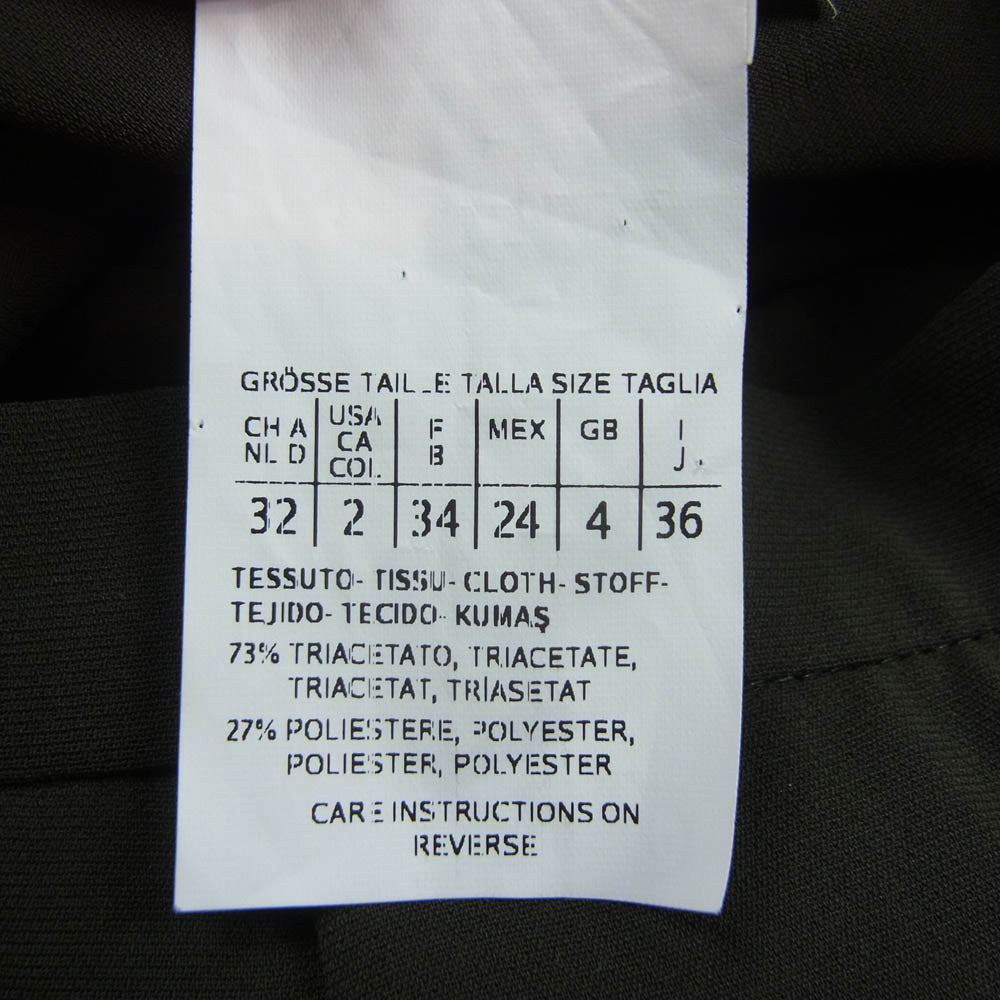 GRÖSSE TAILLE TALLA SIZE TAGLIA
CH A NL D | USA CA COL | F B | MEX | GB | I J
32 | 2 | 34 | 24 | 4 | 36
TESSUTO- TISSU- CLOTH- STOFF-
TEJIDO- TECIDO- KUMAŞ
73% TRIACETATO, TRIACETATE,
TRIACETAT, TRİASETAT
27% POLIESTERE, POLYESTER,
POLIESTER, POLYESTER
CARE INSTRUCTIONS ON
REVERSE